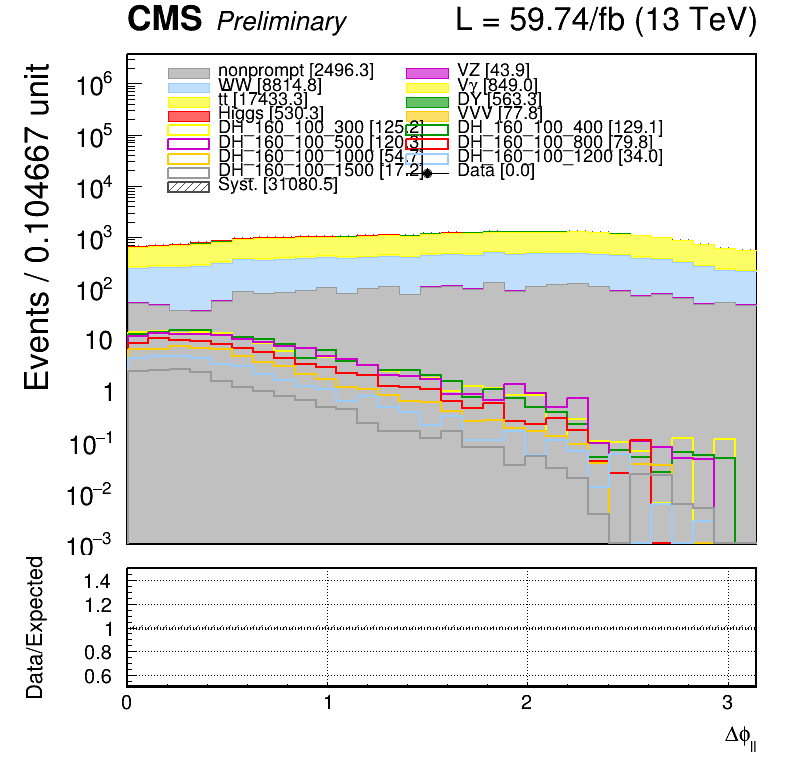 CMS Preliminary L = 59.74/fb (13 TeV)
nonprompt [2496.3] VZ [43.9]
WW [8814.8] Vγ [849.0]
tt [17433.3] DY [563.3]
Higgs [530.3] VVV [77.8]
DH_160_100_300 [125.2] DH_160_100_400 [129.1]
DH_160_100_500 [120.3] DH_160_100_800 [79.8]
DH_160_100_1000 [54.7] DH_160_100_1200 [34.0]
DH_160_100_1500 [17.2] Data [0.0]
Syst. [31080.5]
Events / 0.104667 unit
10^6
10^5
10^4
10^3
10^2
10
1
10^−1
10^−2
10^−3
Data/Expected
1.4
1.2
1
0.8
0.6
0 1 2 3
Δϕ_ll